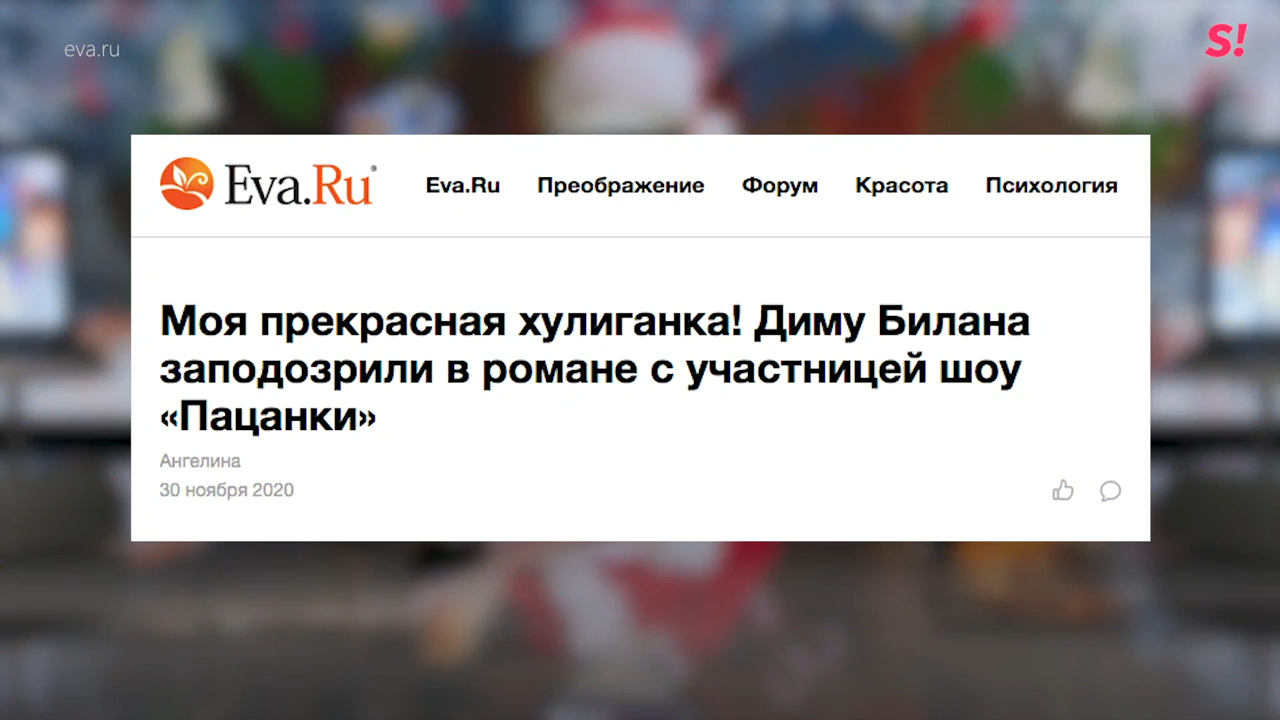 eva.ru
S!
Eva.Ru®
Eva.Ru Преображение Форум Красота Психология
Моя прекрасная хулиганка! Диму Билана
заподозрили в романе с участницей шоу
«Пацанки»
Ангелина
30 ноября 2020